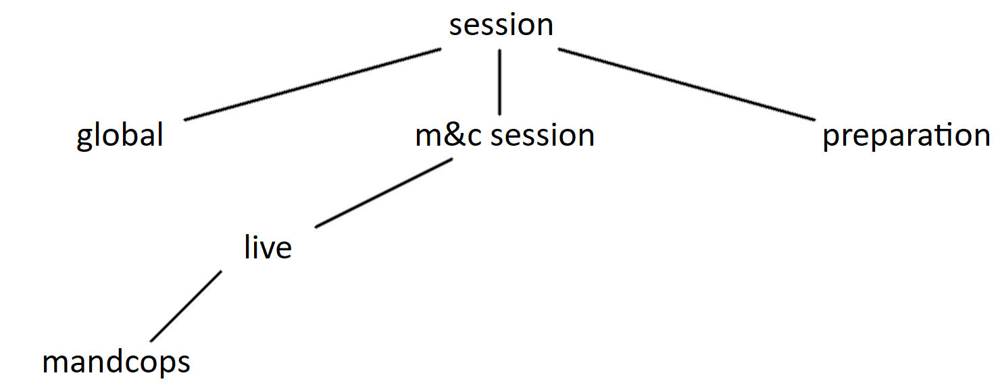 session
global
m&c session
preparation
live
mandcops